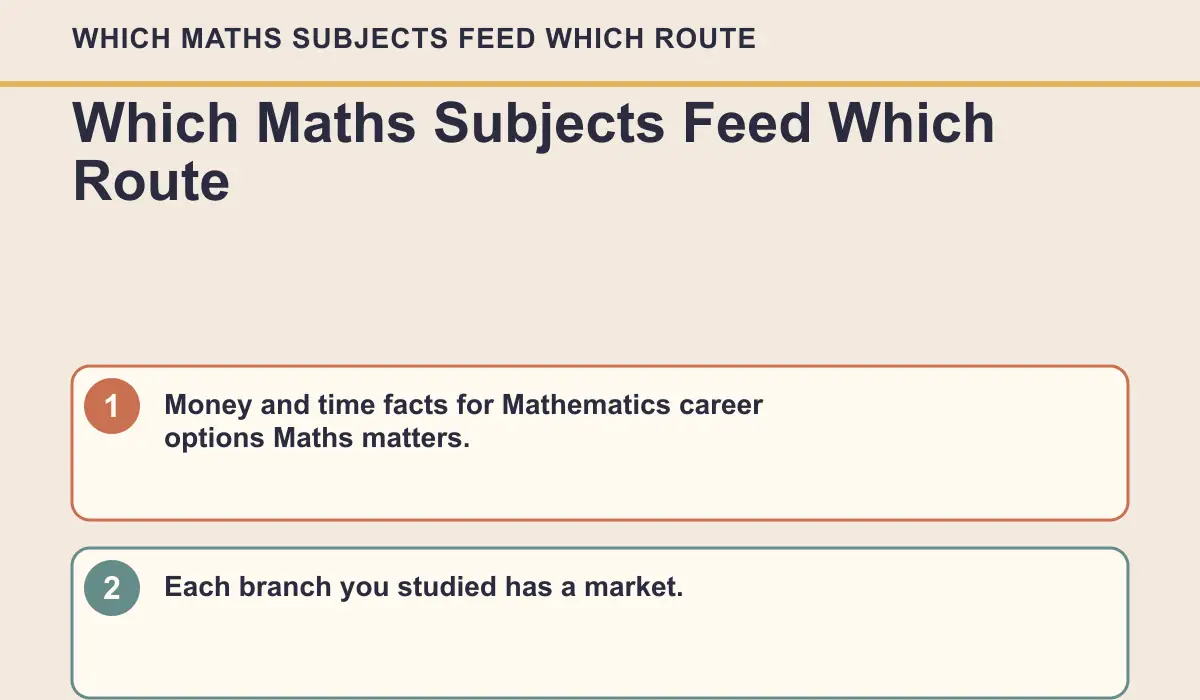 WHICH MATHS SUBJECTS FEED WHICH ROUTE
Which Maths Subjects Feed Which
Route
1
Money and time facts for Mathematics career
options Maths matters.
2
Each branch you studied has a market.